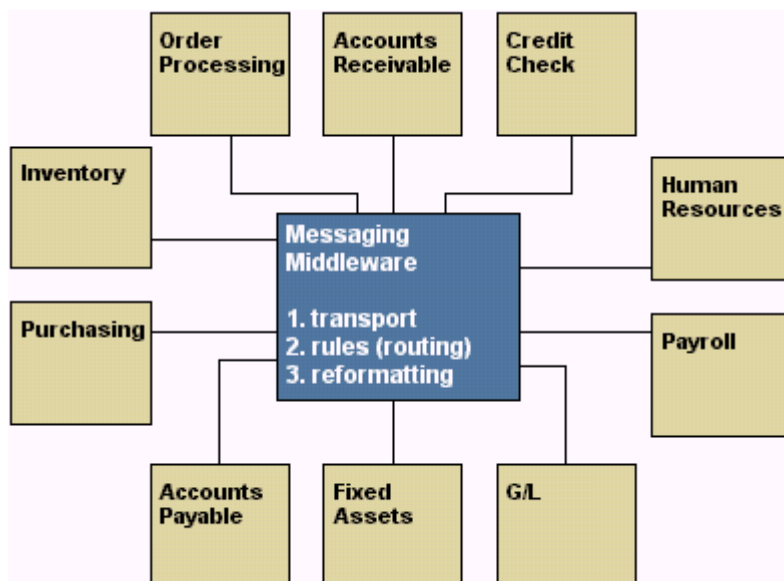 Order
Processing
Accounts
Receivable
Credit
Check
Inventory
Human
Resources
Messaging
Middleware
1. transport
2. rules (routing)
3. reformatting
Purchasing
Payroll
Accounts
Payable
Fixed
Assets
G/L